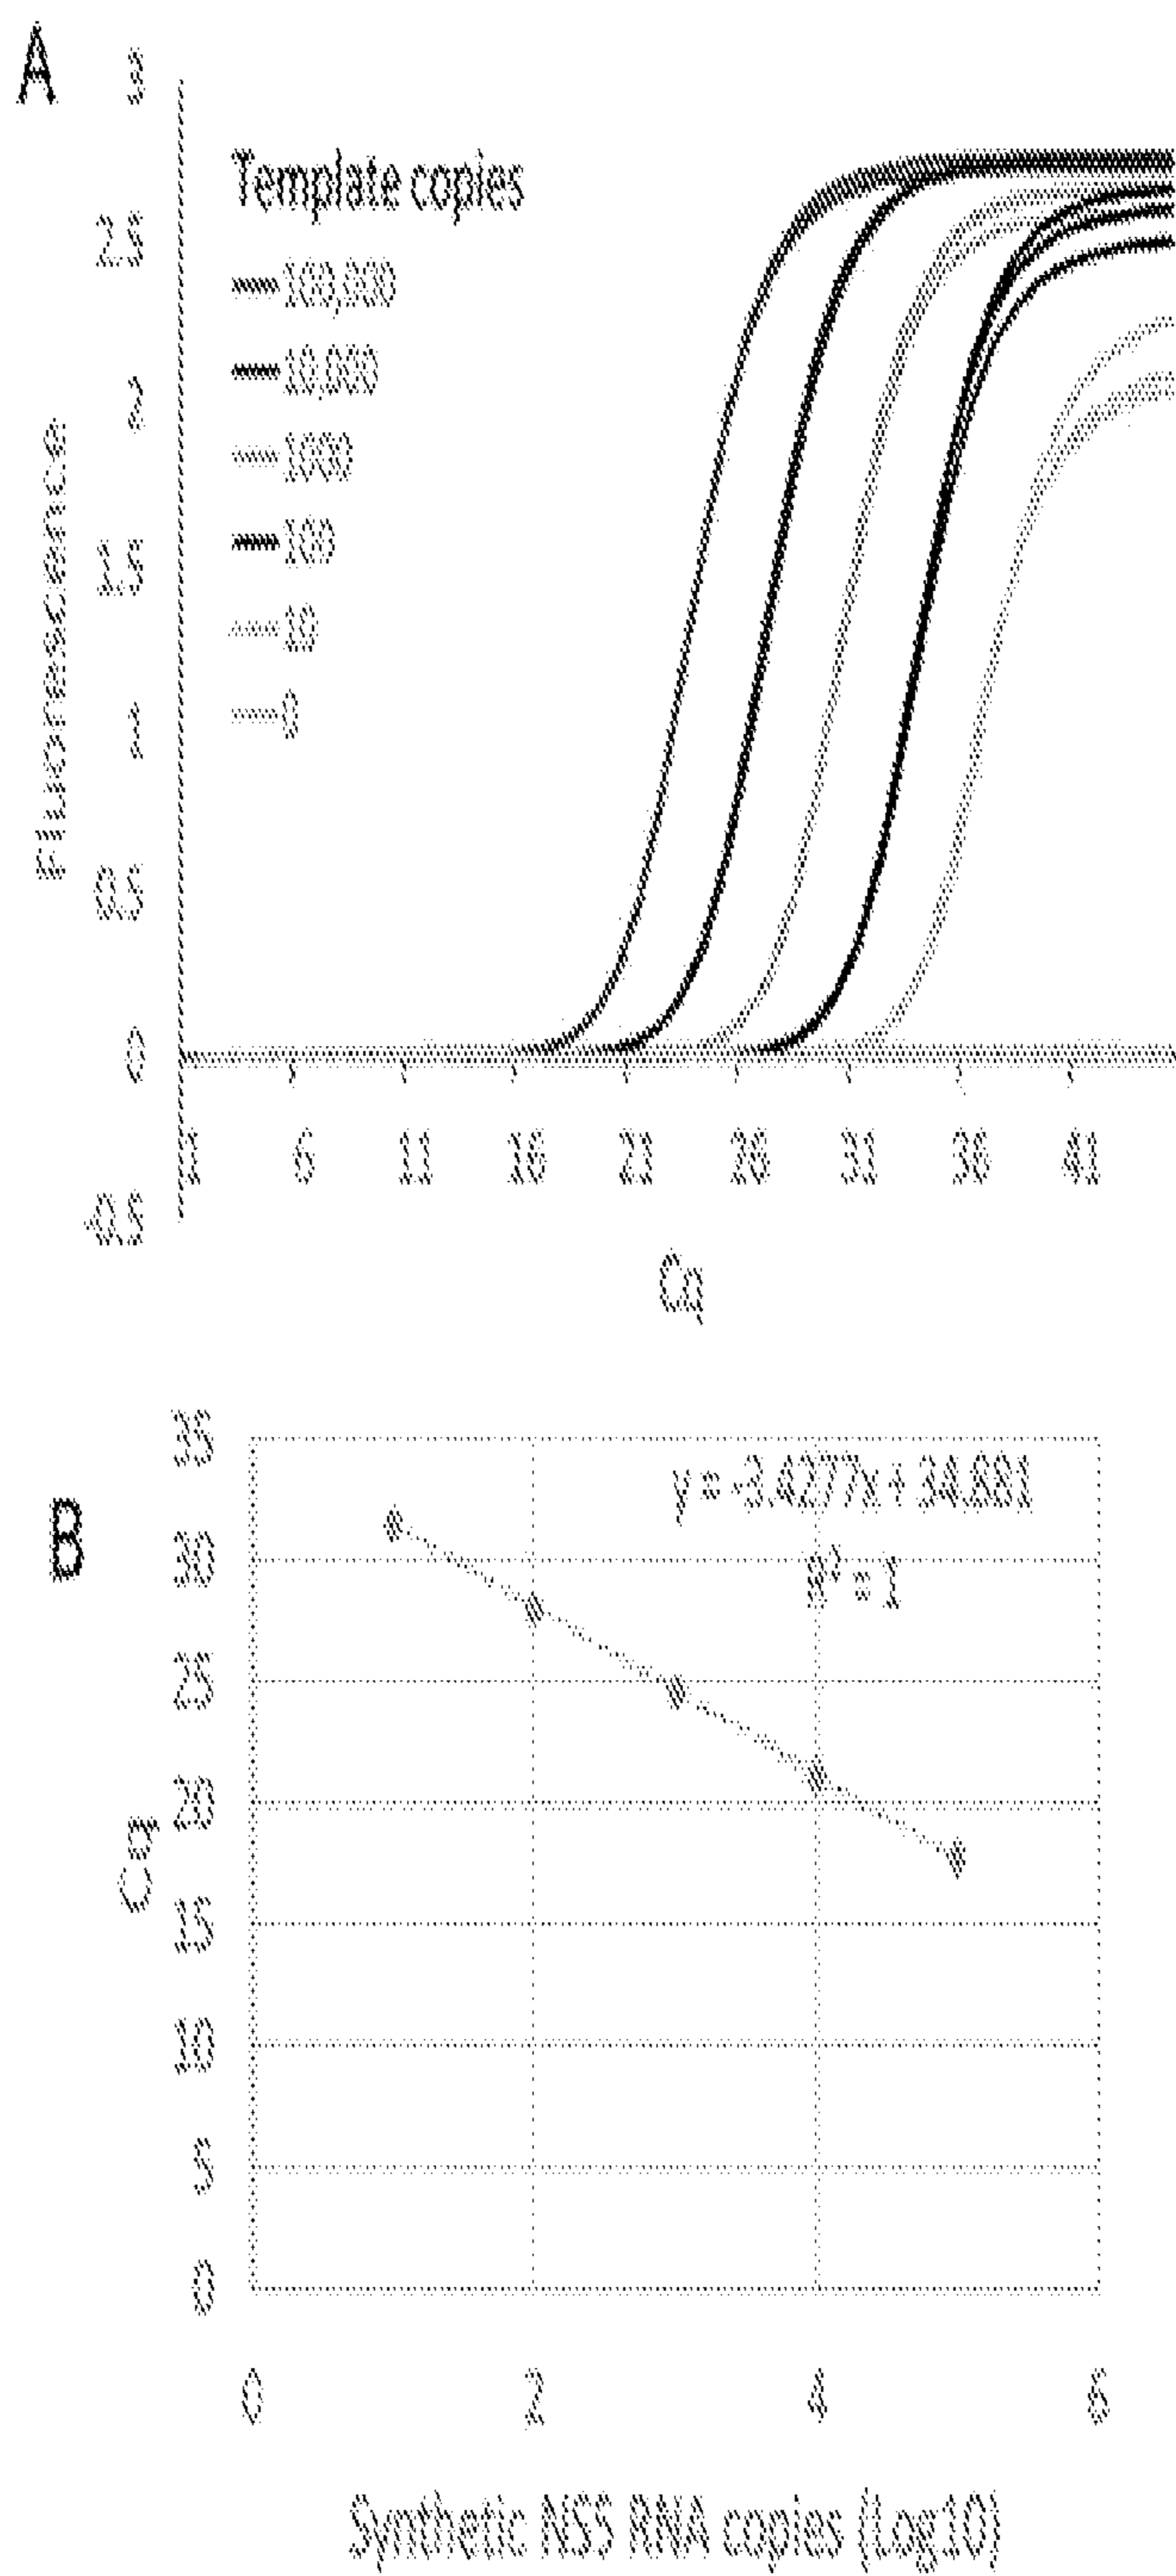 A
3
Template copies
2.5
100,000
10,000
2
1000
1.5
100
10
1
0
0.5
0
-0.5
Fluorescence
1 6 11 16 21 26 31 36 41
Cq
B
35
y = -3.4277x + 34.881
R² = 1
30
25
20
15
10
5
0
Cq
0 2 4 6
Synthetic NSS RNA copies (Log10)